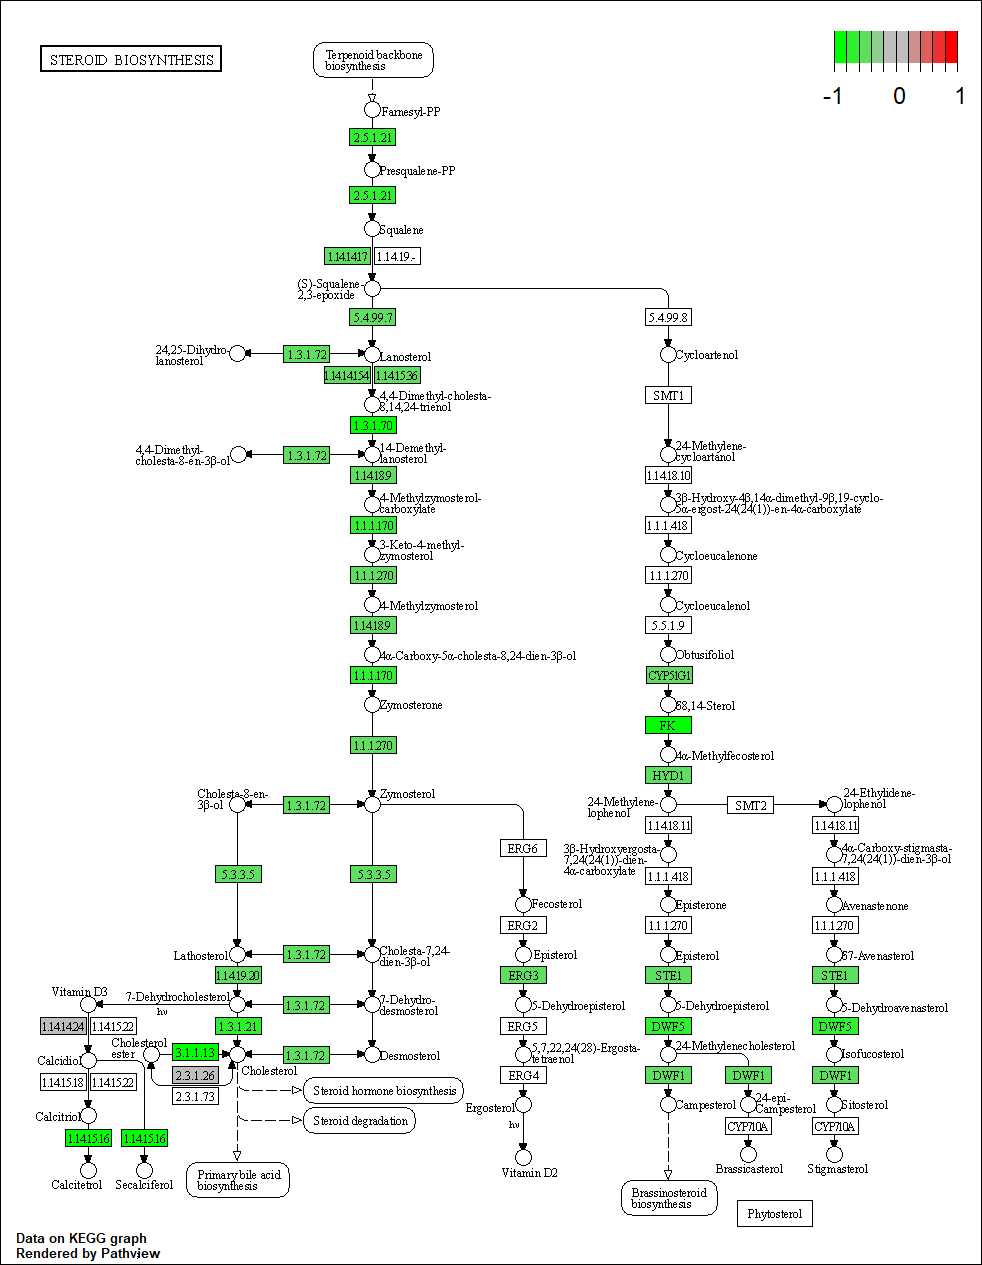 STEROID BIOSYNTHESIS
Terpenoid backbone
biosynthesis
-1 0 1
Farnesyl-PP
2.5.1.21
Presqualene-PP
2.5.1.21
Squalene
1.14.14.17 1.14.19.-
(S)-Squalene-
2,3-epoxide
5.4.99.7 5.4.99.8
24,25-Dihydro-
lanosterol
1.3.1.72
Lanosterol
Cycloartenol
1.14.14.154 1.14.15.36
4,4-Dimethyl-cholesta-
8,14,24-trienol
SMT1
1.3.1.70
4,4-Dimethyl-
cholesta-8-en-3β-ol
1.3.1.72
14-Demethyl-
lanosterol
24-Methylene-
cycloartanol
1.14.18.9 1.14.18.10
4-Methylzymosterol-
carboxylate
3β-Hydroxy-4β,14α-dimethyl-9β,19-cyclo-
5α-ergost-24(24(1))-en-4α-carboxylate
1.1.1.170 1.1.1.418
3-Keto-4-methyl-
zymosterol
Cycloeucalenone
1.1.1.270 1.1.1.270
4-Methylzymosterol
Cycloeucalenol
1.14.18.9 5.5.1.9
4α-Carboxy-5α-cholesta-8,24-dien-3β-ol
Obtusifoliol
1.1.1.170 CYP51G1
Zymosterone
δ8,14-Sterol
FK
1.1.1.270
4α-Methylfecosterol
HYD1
Cholesta-8-en-
3β-ol
1.3.1.72
Zymosterol
24-Methylene-
lophenol
SMT2
24-Ethylidene-
lophenol
1.14.18.11 1.14.18.11
ERG6
3β-Hydroxyergosta-
7,24(24(1))-dien-
4α-carboxylate
4α-Carboxy-stigmasta-
7,24(24(1))-dien-3β-ol
5.3.3.5 5.3.3.5 1.1.1.418 1.1.1.418
Fecosterol
Episterone
Avenastenone
ERG2 1.1.1.270 1.1.1.270
Lathosterol
1.3.1.72
Cholesta-7,24-
dien-3β-ol
Episterol
Episterol
δ7-Avenasterol
1.14.19.20 ERG3 STE1 STE1
Vitamin D3
7-Dehydrocholesterol
hν
1.3.1.72
7-Dehydro-
desmosterol
5-Dehydroepisterol
5-Dehydroepisterol
5-Dehydroavenasterol
1.14.14.24 1.14.15.22 1.3.1.21 ERG5 DWF5 DWF5
Calcidiol
Cholesterol
ester
3.1.1.13
Cholesterol
1.3.1.72
Desmosterol
5,7,22,24(28)-Ergosta-
tetraenol
24-Methylenecholesterol
Isofucosterol
1.14.15.18 1.14.15.22 2.3.1.26 ERG4 DWF1 DWF1 DWF1
2.3.1.73
Steroid hormone biosynthesis
Calcitriol
Ergosterol
hν
Campesterol
24-epi-
Campesterol
Sitosterol
Steroid degradation
CYP710A CYP710A
1.14.15.16 1.14.15.16
Calcitetrol
Secalciferol
Primary bile acid
biosynthesis
Vitamin D2
Brassicasterol
Stigmasterol
Brassinosteroid
biosynthesis
Phytosterol
Data on KEGG graph
Rendered by Pathview